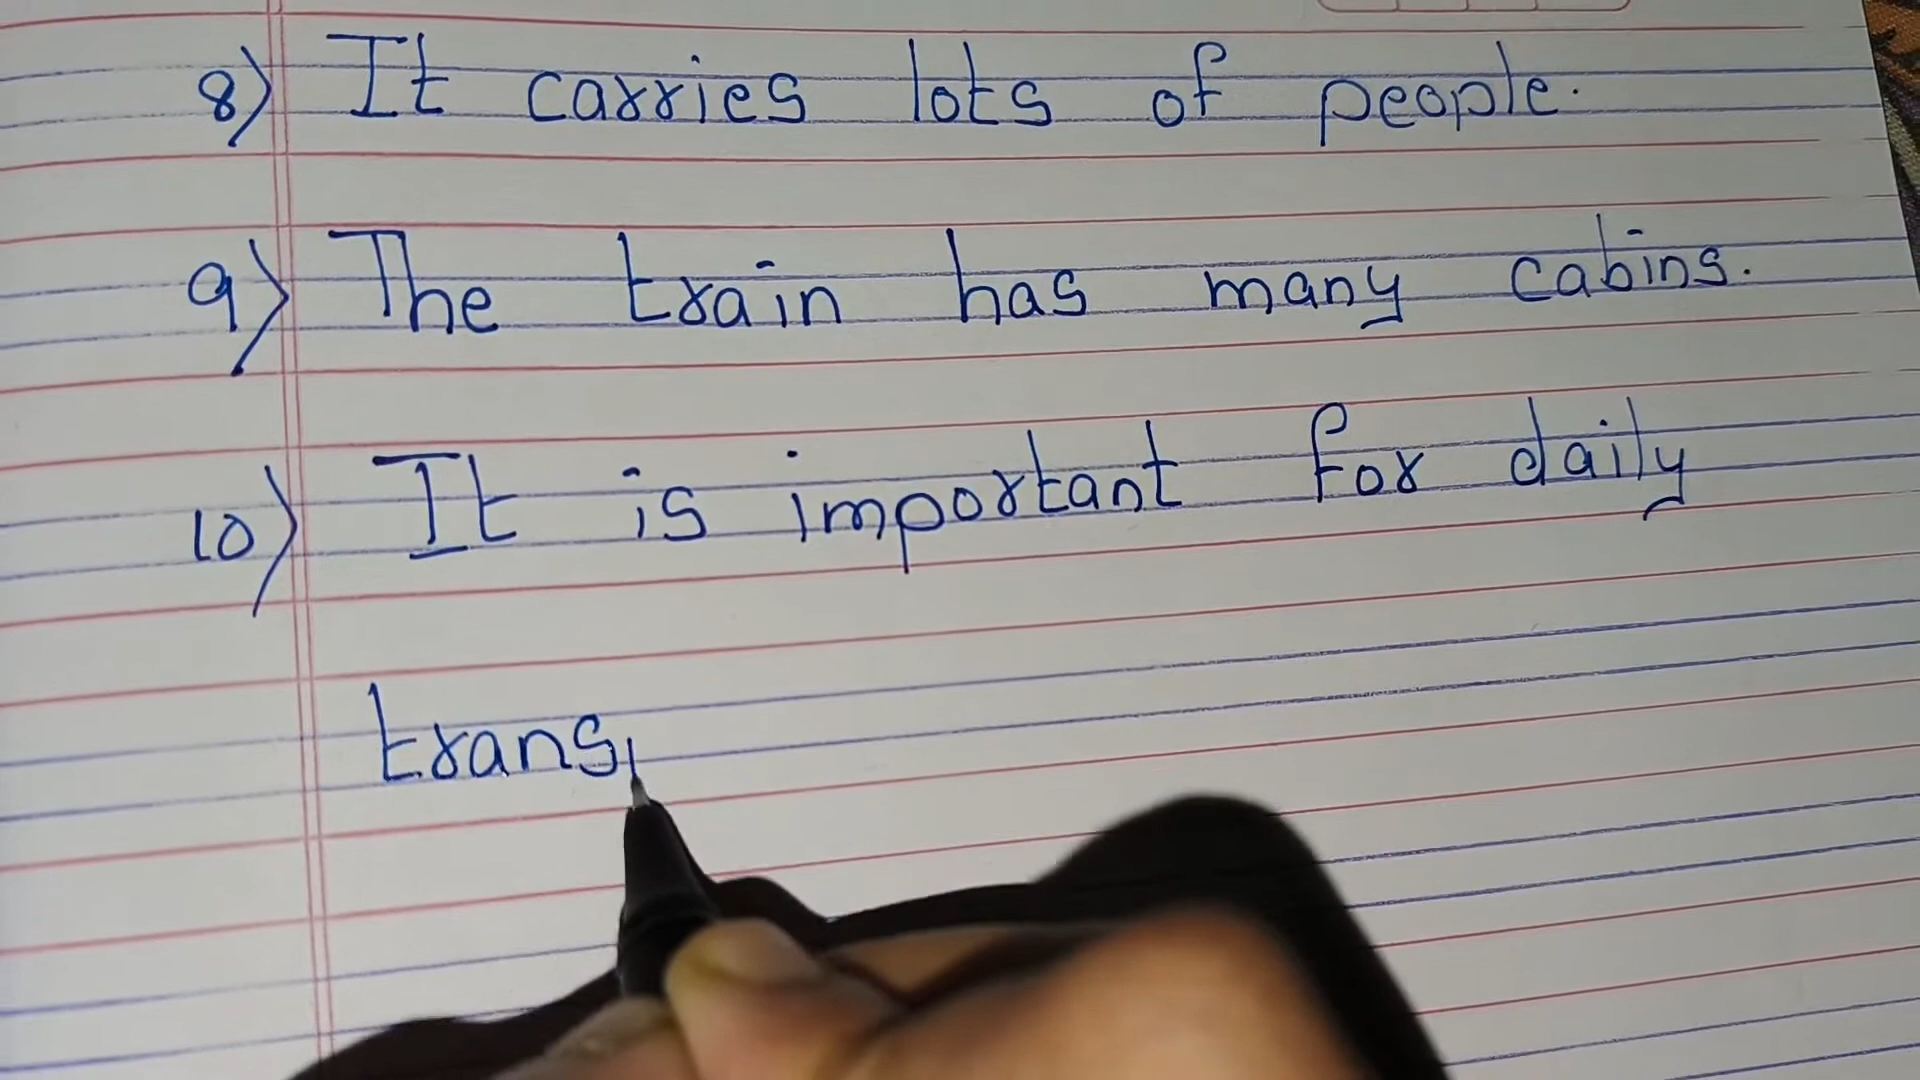 8) It carries lots of people.
9) The train has many cabins.
10) It is important for daily
trans